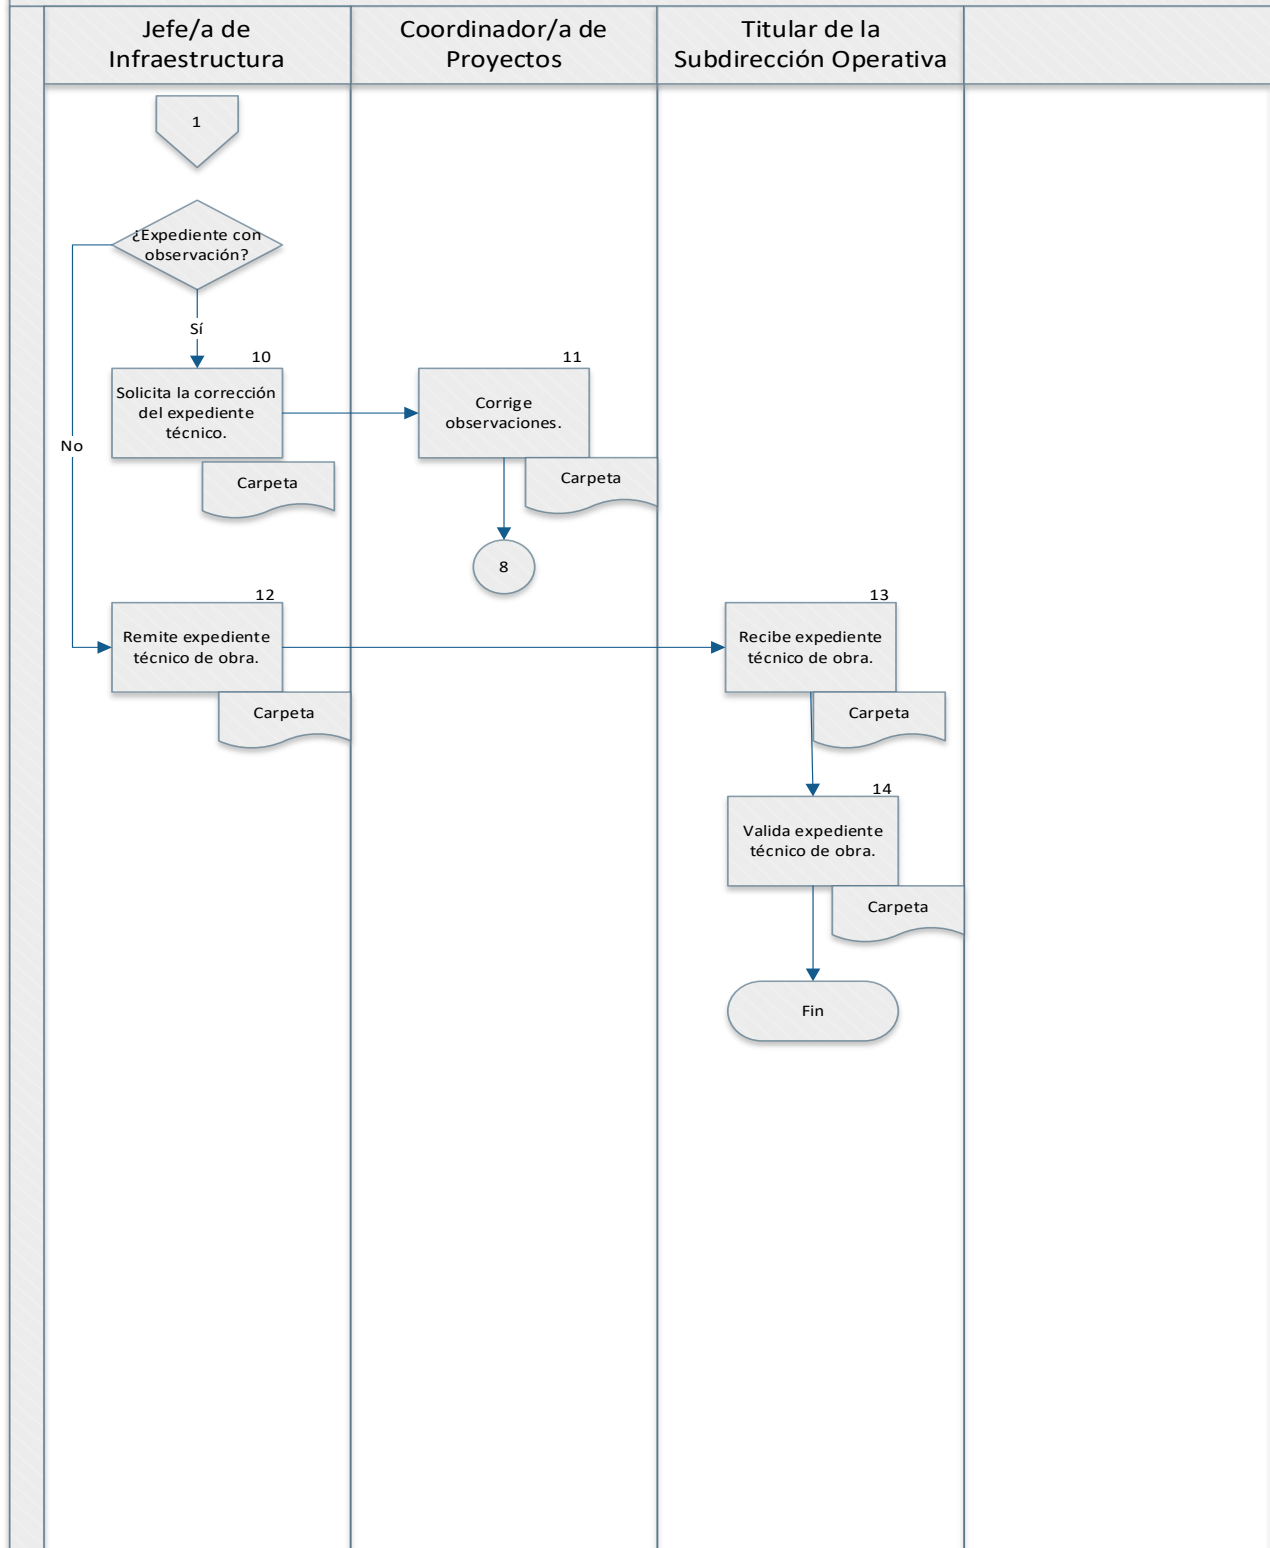 Jefe/a de
Infraestructura
Coordinador/a de
Proyectos
Titular de la
Subdirección Operativa
1
¿Expediente con
observación?
Sí
No
10
Solicita la corrección
del expediente
técnico.
Carpeta
11
Corrige
observaciones.
Carpeta
8
12
Remite expediente
técnico de obra.
Carpeta
13
Recibe expediente
técnico de obra.
Carpeta
14
Valida expediente
técnico de obra.
Carpeta
Fin